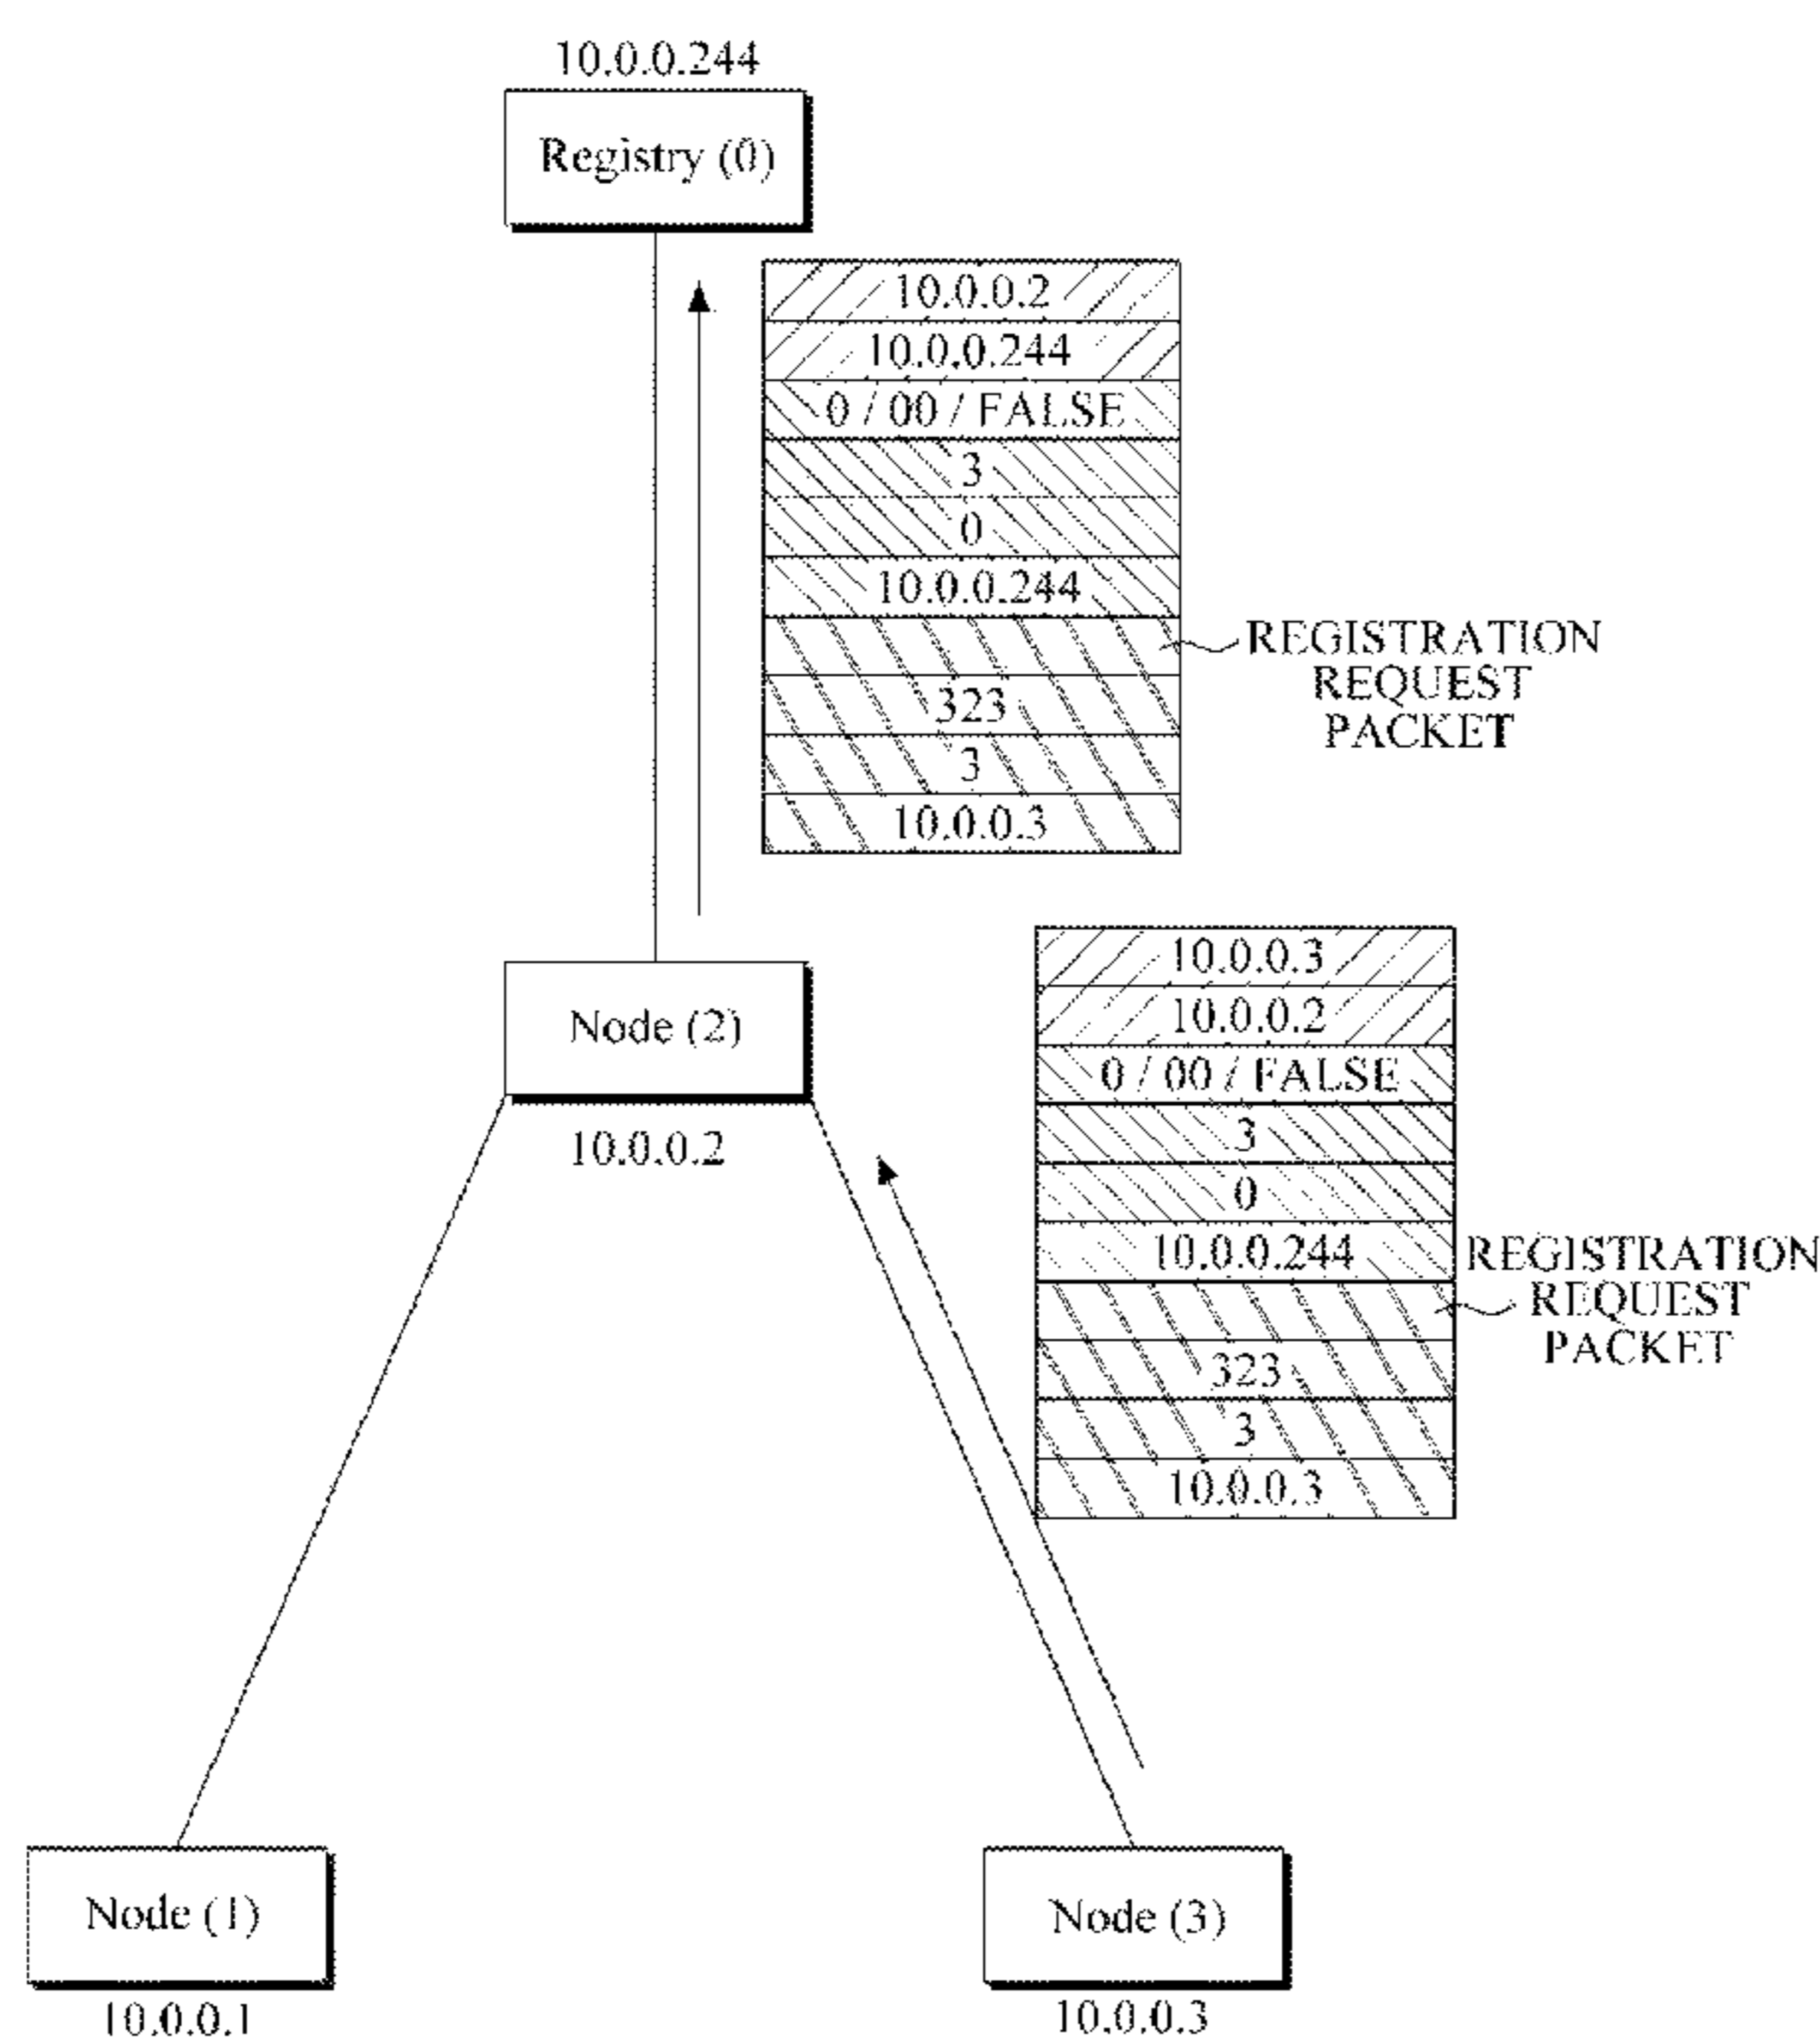 10.0.0.244
Registry (0)
10.0.0.2
10.0.0.244
0 / 00 / FALSE
3
0
10.0.0.244
REGISTRATION
REQUEST
PACKET
323
3
10.0.0.3
Node (2)
10.0.0.2
10.0.0.3
10.0.0.2
0 / 00 / FALSE
3
0
10.0.0.244
REGISTRATION
REQUEST
PACKET
323
3
10.0.0.3
Node (1)
10.0.0.1
Node (3)
10.0.0.3